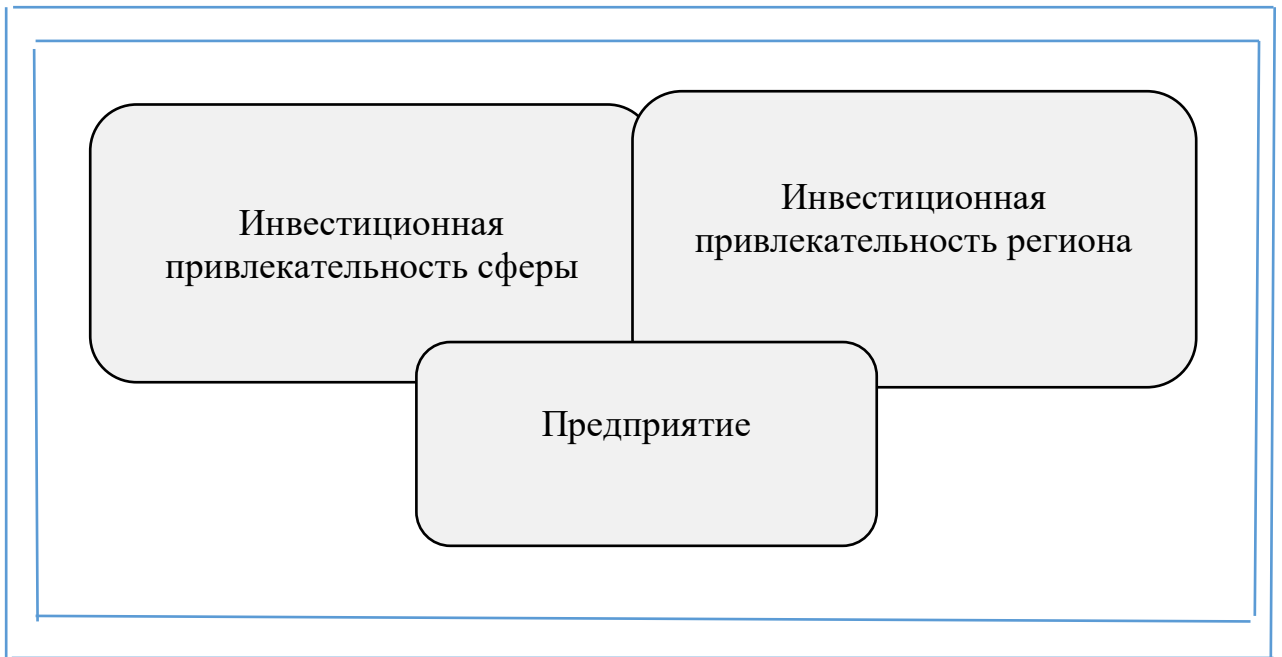 Инвестиционная
привлекательность сферы
Инвестиционная
привлекательность региона
Предприятие